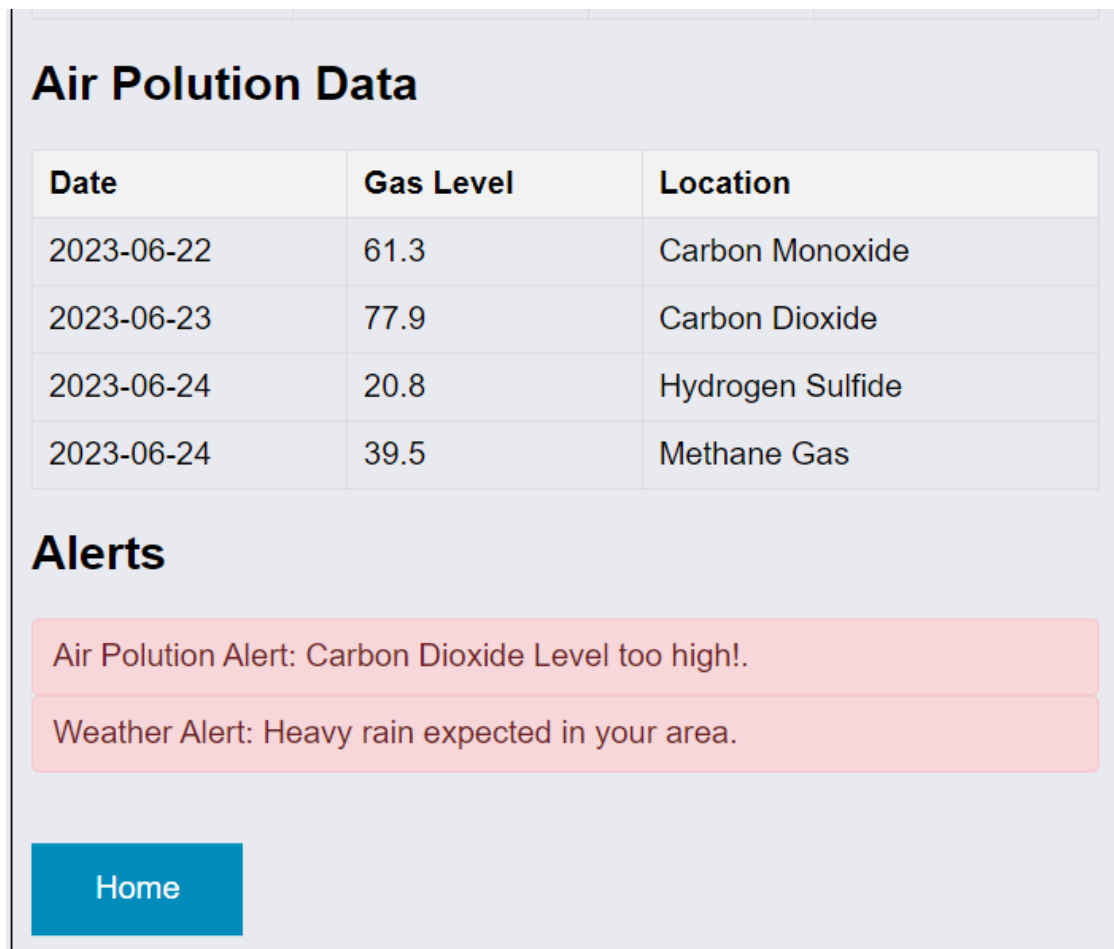 Air Polution Data
Date Gas Level Location
2023-06-22 61.3 Carbon Monoxide
2023-06-23 77.9 Carbon Dioxide
2023-06-24 20.8 Hydrogen Sulfide
2023-06-24 39.5 Methane Gas
Alerts
Air Polution Alert: Carbon Dioxide Level too high!.
Weather Alert: Heavy rain expected in your area.
Home